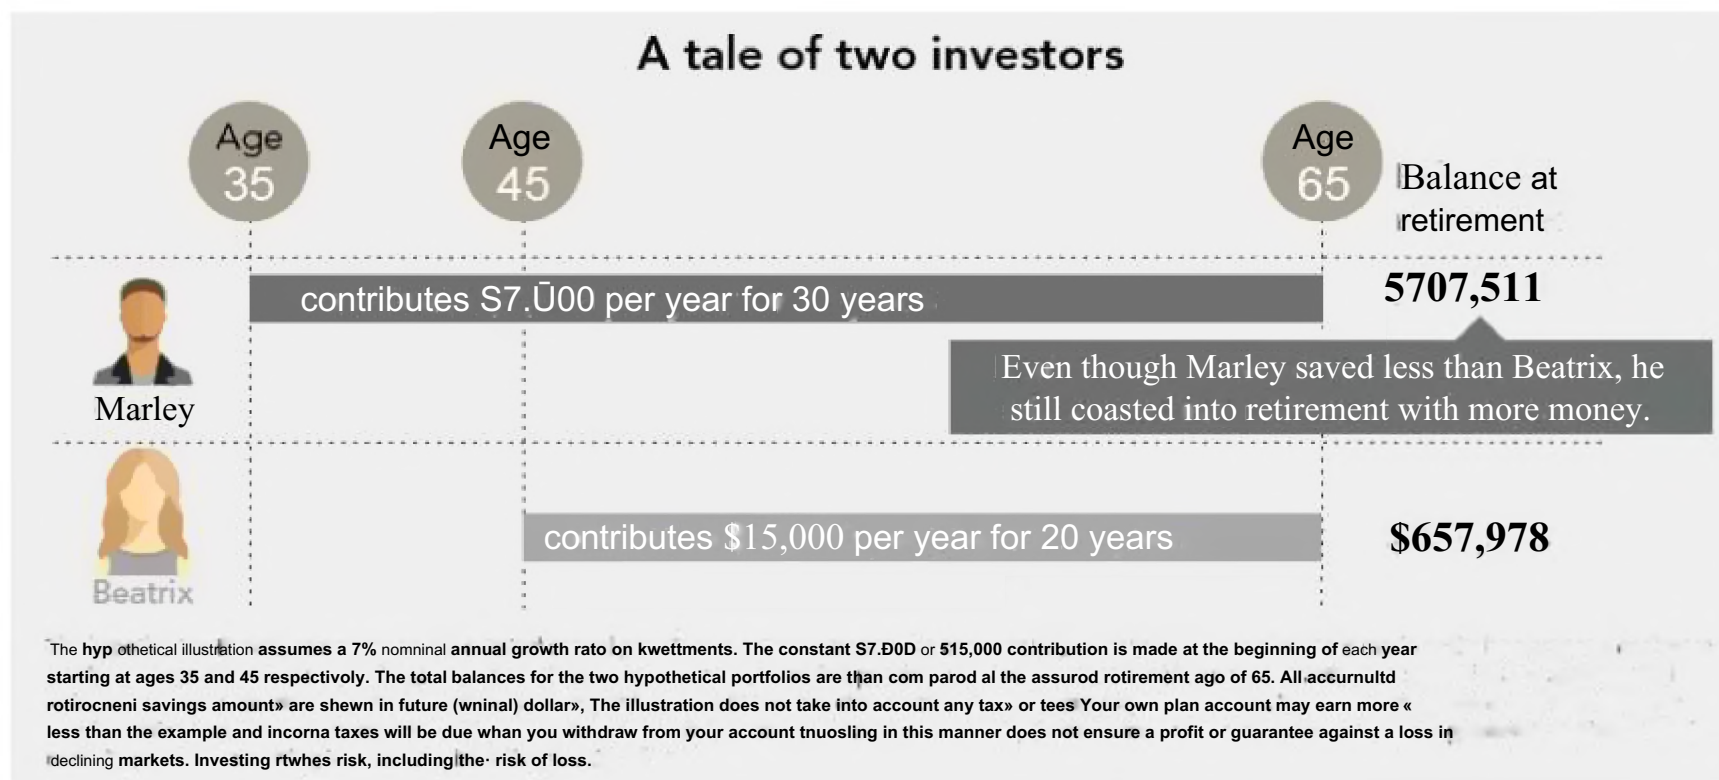 A tale of two investors
Age
35
Age
45
Age
65
Balance at
retirement
contributes S7.Ū00 per year for 30 years
5707,511
Even though Marley saved less than Beatrix, he
still coasted into retirement with more money.
Marley
contributes $15,000 per year for 20 years
$657,978
Beatrix
The hyp othetical illustration assumes a 7% nomninal annual growth rato on kwettments. The constant S7.Đ0D or 515,000 contribution is made at the beginning of each year
starting at ages 35 and 45 respectivoly. The total balances for the two hypothetical portfolios are than com parod al the assurod rotirement ago of 65. All accurnultd
rotirocneni savings amount» are shewn in future (wninal) dollar», The illustration does not take into account any tax» or tees Your own plan account may earn more «
less than the example and incorna taxes will be due whan you withdraw from your account tnuosling in this manner does not ensure a profit or guarantee against a loss in
declining markets. Investing rtwhes risk, including the· risk of loss.